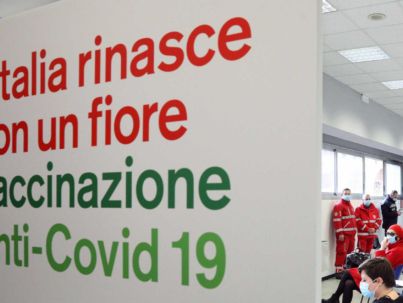 talia rinasce
on un fiore
accinazione
nti-Covid 19